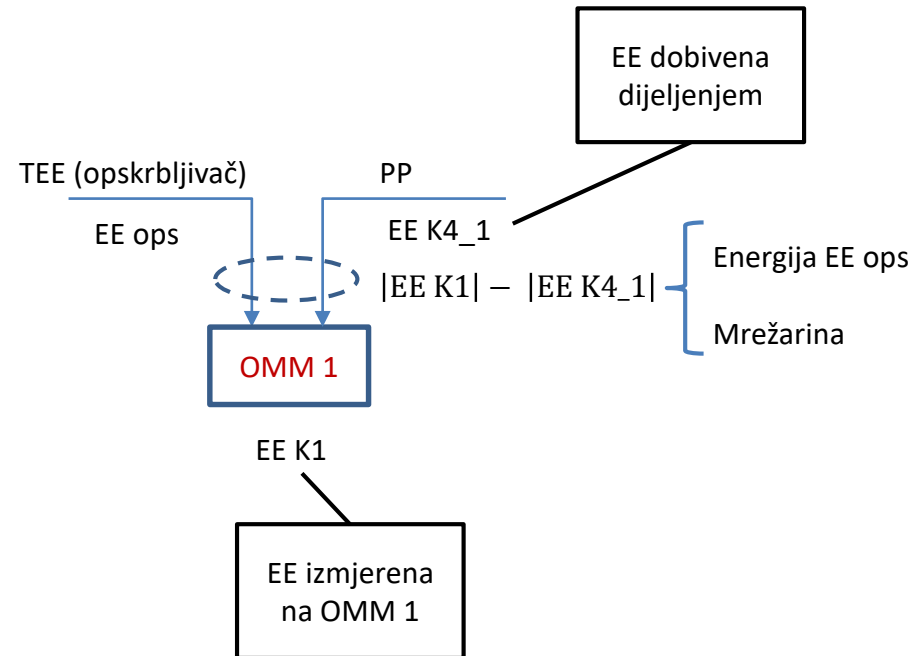 EE dobivena
dijeljenjem
TEE (opskrbljivač)
PP
EE ops
EE K4_1
|EE K1| − |EE K4_1|
Energija EE ops
Mrežarina
OMM 1
EE K1
EE izmjerena
na OMM 1